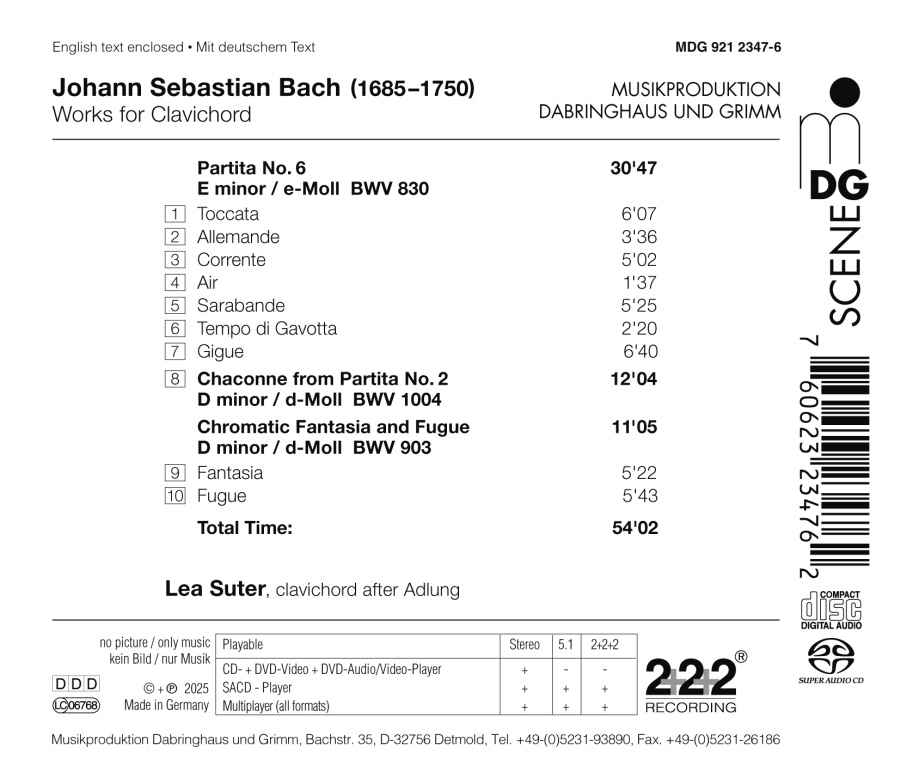 English text enclosed • Mit deutschem Text
MDG 921 2347-6
Johann Sebastian Bach (1685–1750)
Works for Clavichord
MUSIKPRODUKTION
DABRINGHAUS UND GRIMM
MDG
SCENE
Partita No. 6 30'47
E minor / e-Moll BWV 830
1 Toccata 6'07
2 Allemande 3'36
3 Corrente 5'02
4 Air 1'37
5 Sarabande 5'25
6 Tempo di Gavotta 2'20
7 Gigue 6'40
8 Chaconne from Partita No. 2 12'04
D minor / d-Moll BWV 1004
Chromatic Fantasia and Fugue 11'05
D minor / d-Moll BWV 903
9 Fantasia 5'22
10 Fugue 5'43
Total Time: 54'02
Lea Suter, clavichord after Adlung
7 60623 23476 2
COMPACT
disc
DIGITAL AUDIO
SUPER AUDIO CD
no picture / only music
kein Bild / nur Musik
DDD
© + ℗ 2025
LC 06768
Made in Germany
Playable Stereo 5.1 2+2+2
CD- + DVD-Video + DVD-Audio/Video-Player + - -
SACD - Player + + +
Multiplayer (all formats) + + +
2+2+2®
RECORDING
Musikproduktion Dabringhaus und Grimm, Bachstr. 35, D-32756 Detmold, Tel. +49-(0)5231-93890, Fax. +49-(0)5231-26186